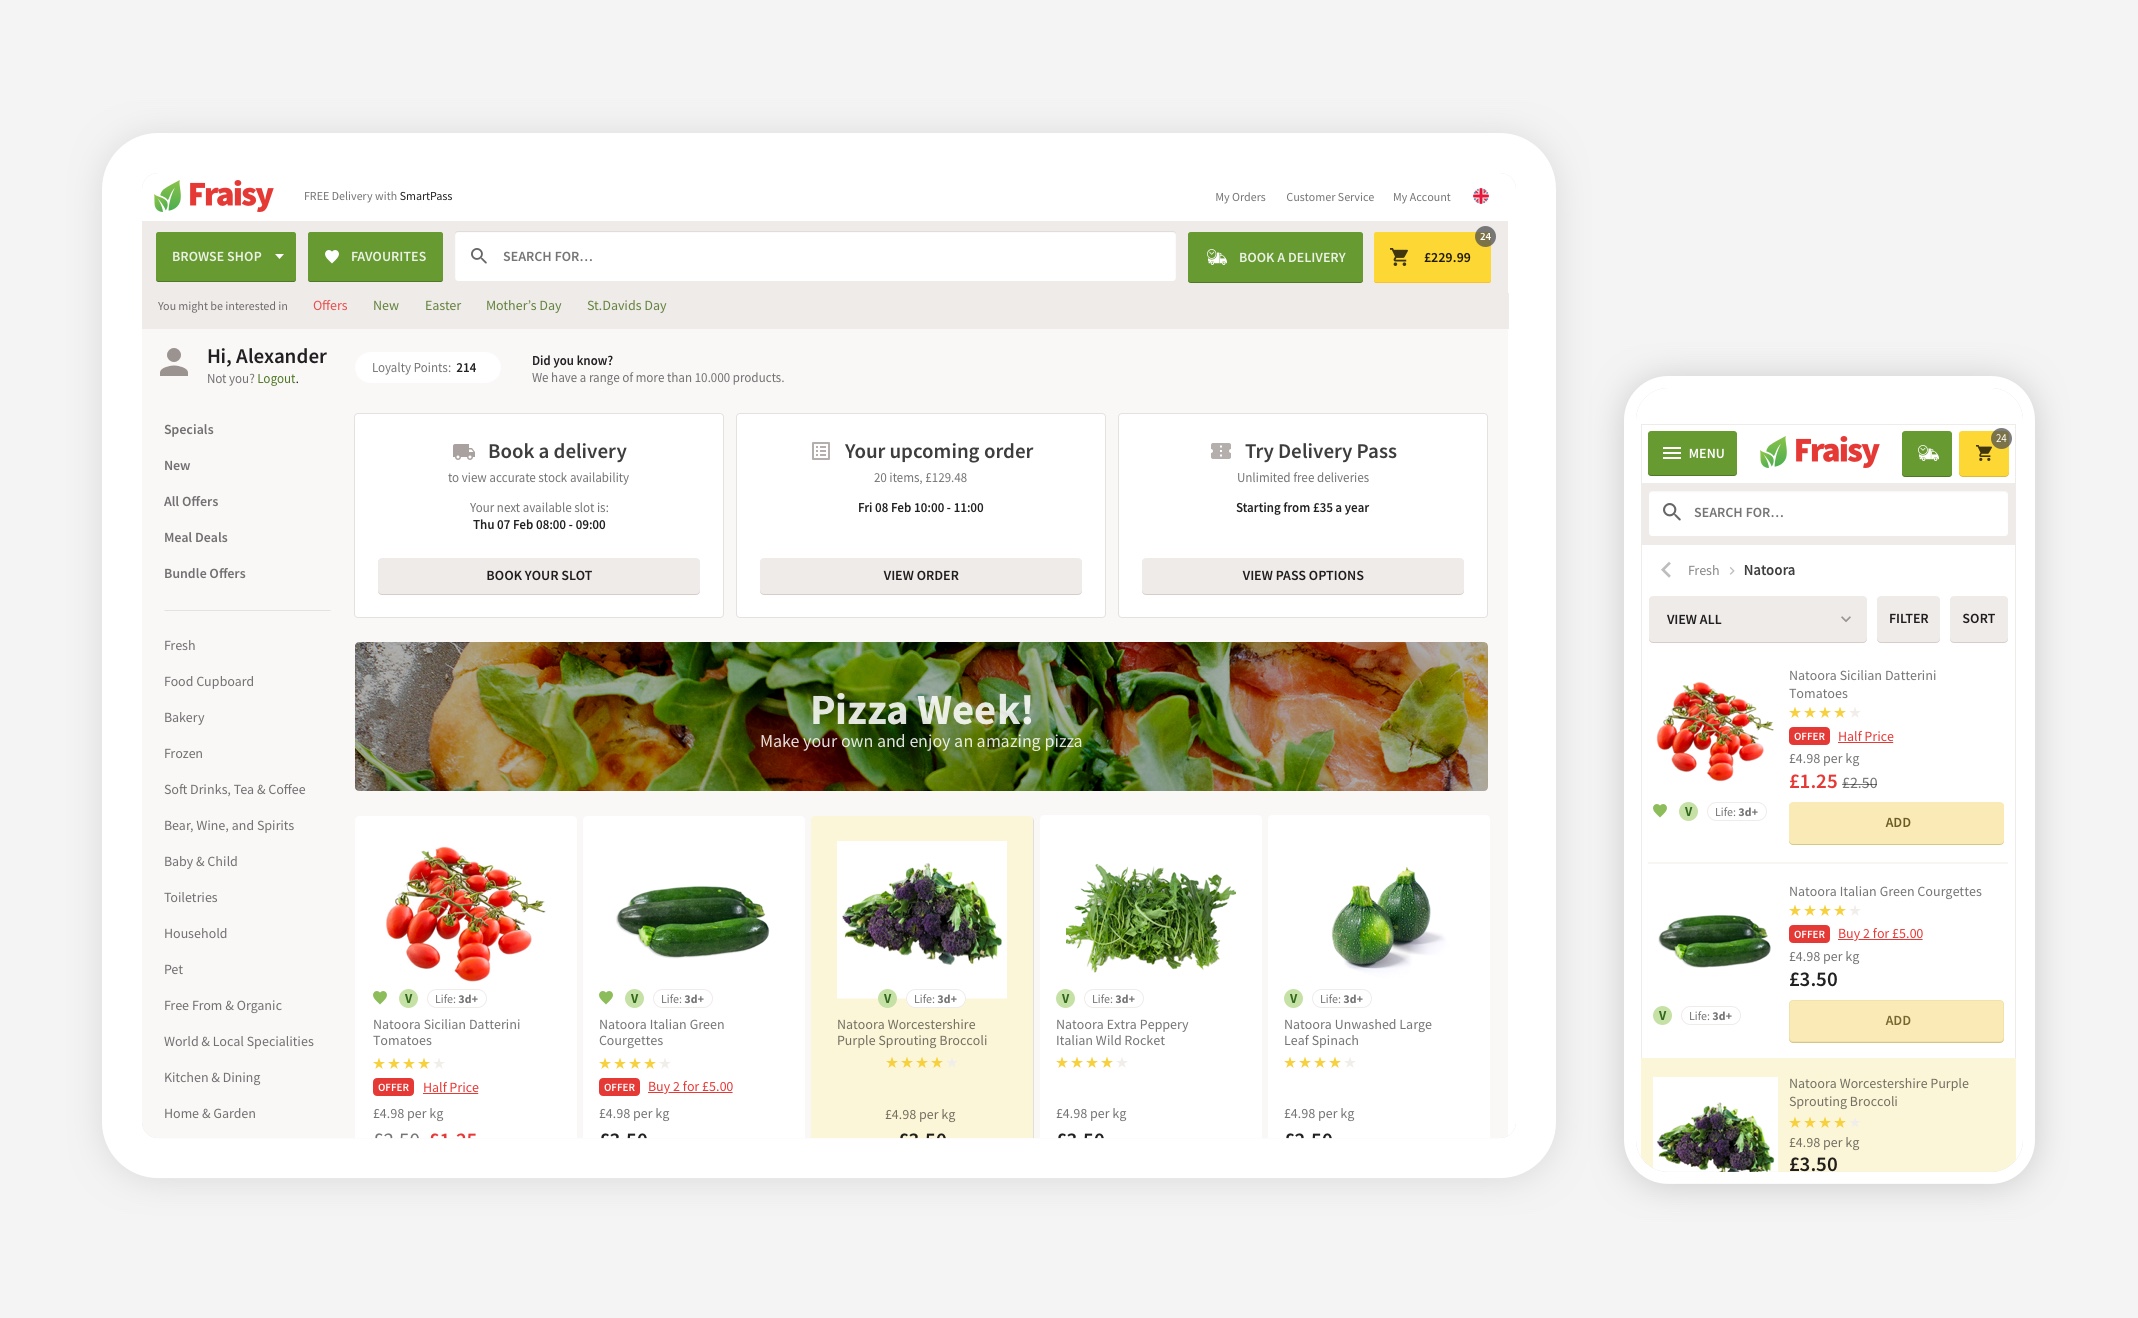 Fraisy
FREE Delivery with SmartPass
My Orders
Customer Service
My Account
BROWSE SHOP
FAVOURITES
SEARCH FOR...
BOOK A DELIVERY
£229.99
24
You might be interested in
Offers
New
Easter
Mother's Day
St.Davids Day
Hi, Alexander
Not you? Logout.
Loyalty Points: 214
Did you know?
We have a range of more than 10.000 products.
Specials
New
All Offers
Meal Deals
Bundle Offers
Fresh
Food Cupboard
Bakery
Frozen
Soft Drinks, Tea & Coffee
Bear, Wine, and Spirits
Baby & Child
Toiletries
Household
Pet
Free From & Organic
World & Local Specialities
Kitchen & Dining
Home & Garden
Book a delivery
to view accurate stock availability
Your next available slot is:
Thu 07 Feb 08:00 - 09:00
BOOK YOUR SLOT
Your upcoming order
20 items, £129.48
Fri 08 Feb 10:00 - 11:00
VIEW ORDER
Try Delivery Pass
Unlimited free deliveries
Starting from £35 a year
VIEW PASS OPTIONS
Pizza Week!
Make your own and enjoy an amazing pizza
V
Life: 3d+
Natoora Sicilian Datterini
Tomatoes
OFFER
Half Price
£4.98 per kg
£2.50 £1.25
V
Life: 3d+
Natoora Italian Green
Courgettes
OFFER
Buy 2 for £5.00
£4.98 per kg
£3.50
V
Life: 3d+
Natoora Worcestershire
Purple Sprouting Broccoli
£4.98 per kg
£3.50
V
Life: 3d+
Natoora Extra Peppery
Italian Wild Rocket
£4.98 per kg
£3.50
V
Life: 3d+
Natoora Unwashed Large
Leaf Spinach
£4.98 per kg
£3.50
MENU
Fraisy
24
SEARCH FOR...
Fresh
Natoora
VIEW ALL
FILTER
SORT
Natoora Sicilian Datterini
Tomatoes
OFFER
Half Price
£4.98 per kg
£1.25 £2.50
V
Life: 3d+
ADD
Natoora Italian Green Courgettes
OFFER
Buy 2 for £5.00
£4.98 per kg
£3.50
V
Life: 3d+
ADD
Natoora Worcestershire Purple
Sprouting Broccoli
£4.98 per kg
£3.50